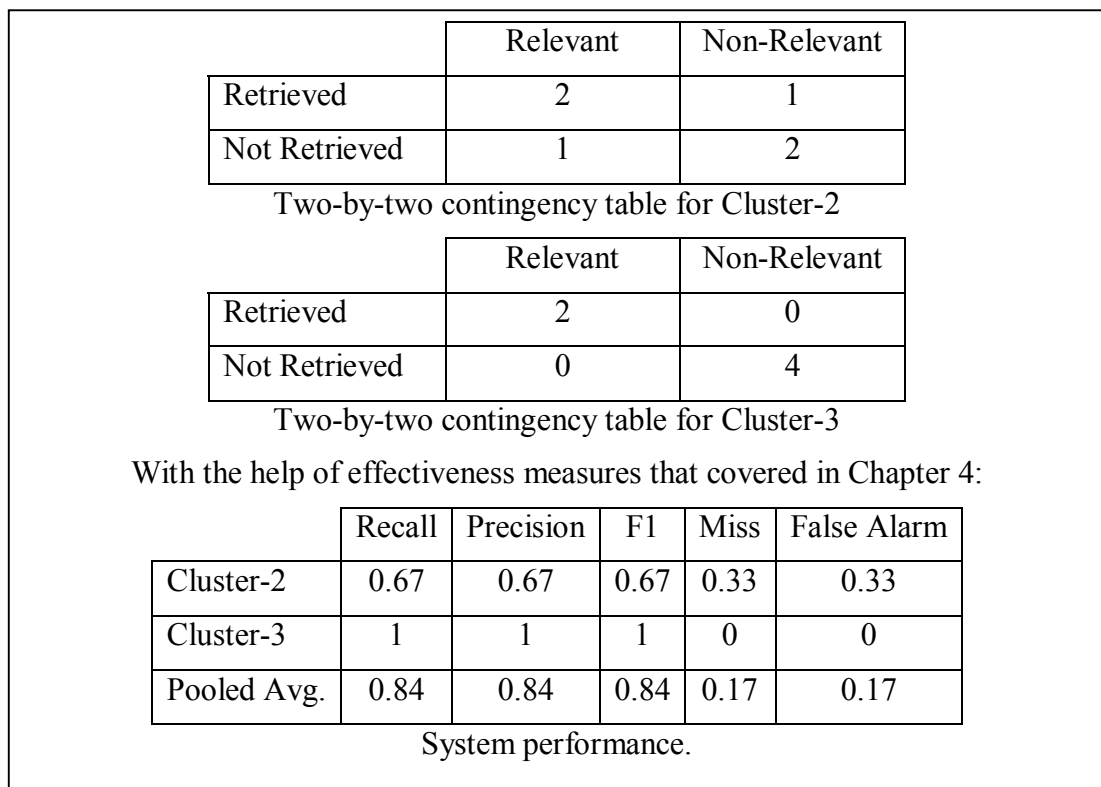 Relevant Non-Relevant
Retrieved 2 1
Not Retrieved 1 2
Two-by-two contingency table for Cluster-2
Relevant Non-Relevant
Retrieved 2 0
Not Retrieved 0 4
Two-by-two contingency table for Cluster-3
With the help of effectiveness measures that covered in Chapter 4:
Recall Precision F1 Miss False Alarm
Cluster-2 0.67 0.67 0.67 0.33 0.33
Cluster-3 1 1 1 0 0
Pooled Avg. 0.84 0.84 0.84 0.17 0.17
System performance.